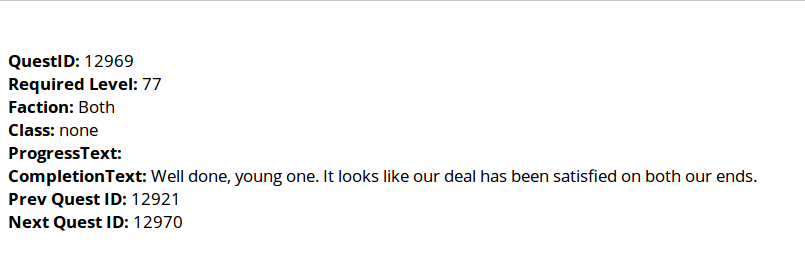 QuestID: 12969
Required Level: 77
Faction: Both
Class: none
ProgressText:
CompletionText: Well done, young one. It looks like our deal has been satisfied on both our ends.
Prev Quest ID: 12921
Next Quest ID: 12970